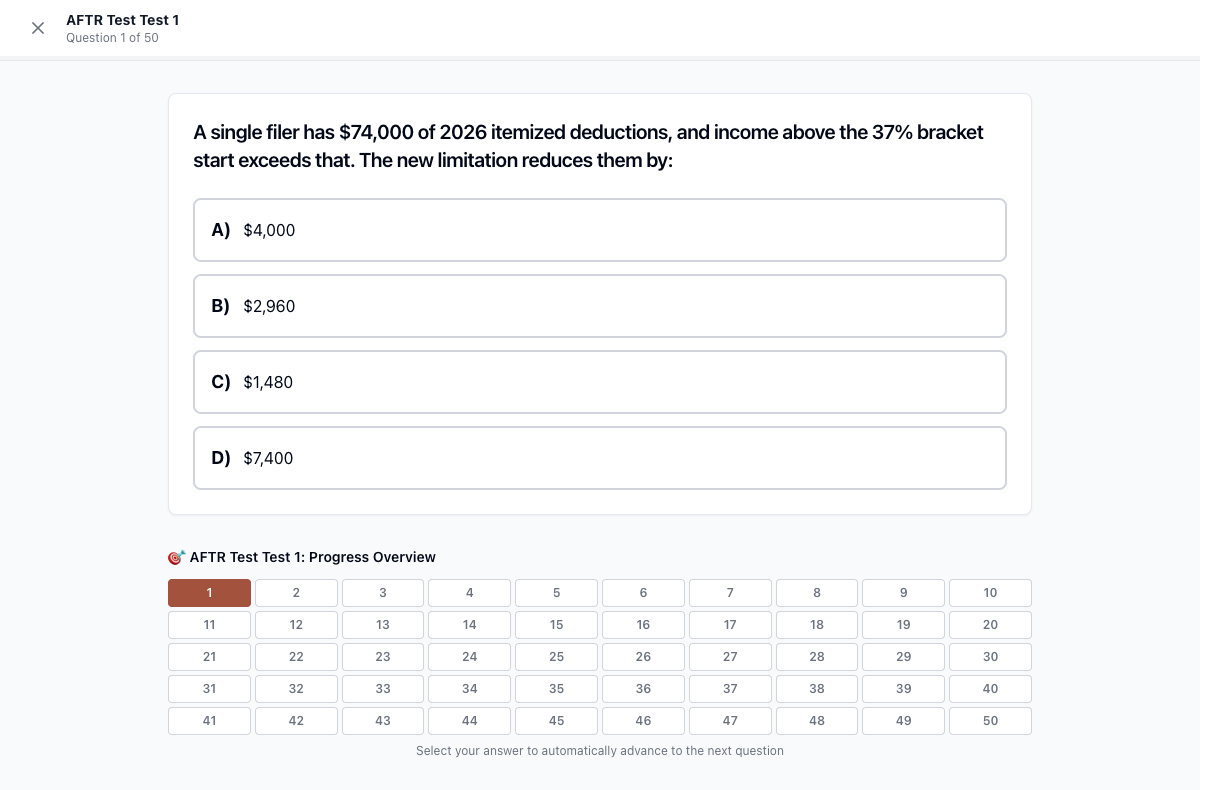 AFTR Test Test 1
Question 1 of 50
A single filer has $74,000 of 2026 itemized deductions, and income above the 37% bracket
start exceeds that. The new limitation reduces them by:
A) $4,000
B) $2,960
C) $1,480
D) $7,400
🎯 AFTR Test Test 1: Progress Overview
1 2 3 4 5 6 7 8 9 10
11 12 13 14 15 16 17 18 19 20
21 22 23 24 25 26 27 28 29 30
31 32 33 34 35 36 37 38 39 40
41 42 43 44 45 46 47 48 49 50
Select your answer to automatically advance to the next question